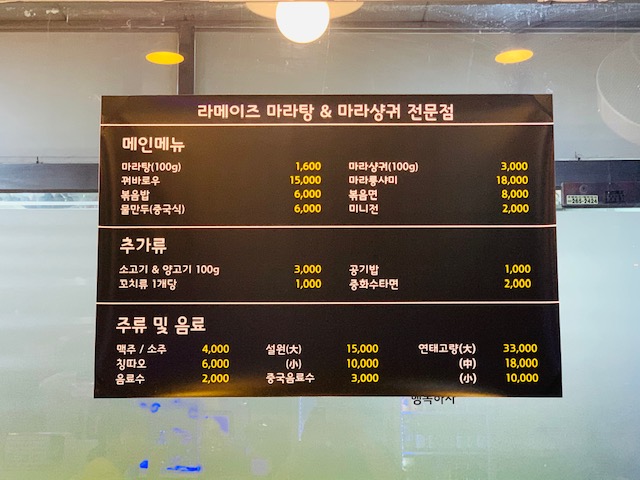 라메이즈 마라탕 & 마라샹궈 전문점
메인메뉴
마라탕(100g) 1,600 마라샹궈(100g) 3,000
꿔바로우 15,000 마라롱샤미 18,000
볶음밥 6,000 볶음면 8,000
물만두(중국식) 6,000 미니전 2,000
추가류
소고기 & 양고기 100g 3,000 공기밥 1,000
꼬치류 1개당 1,000 중화수타면 2,000
주류 및 음료
맥주 / 소주 4,000 설원(大) 15,000 연태고량(大) 33,000
칭따오 6,000 (小) 10,000 (中) 18,000
음료수 2,000 중국음료수 3,000 (小) 10,000